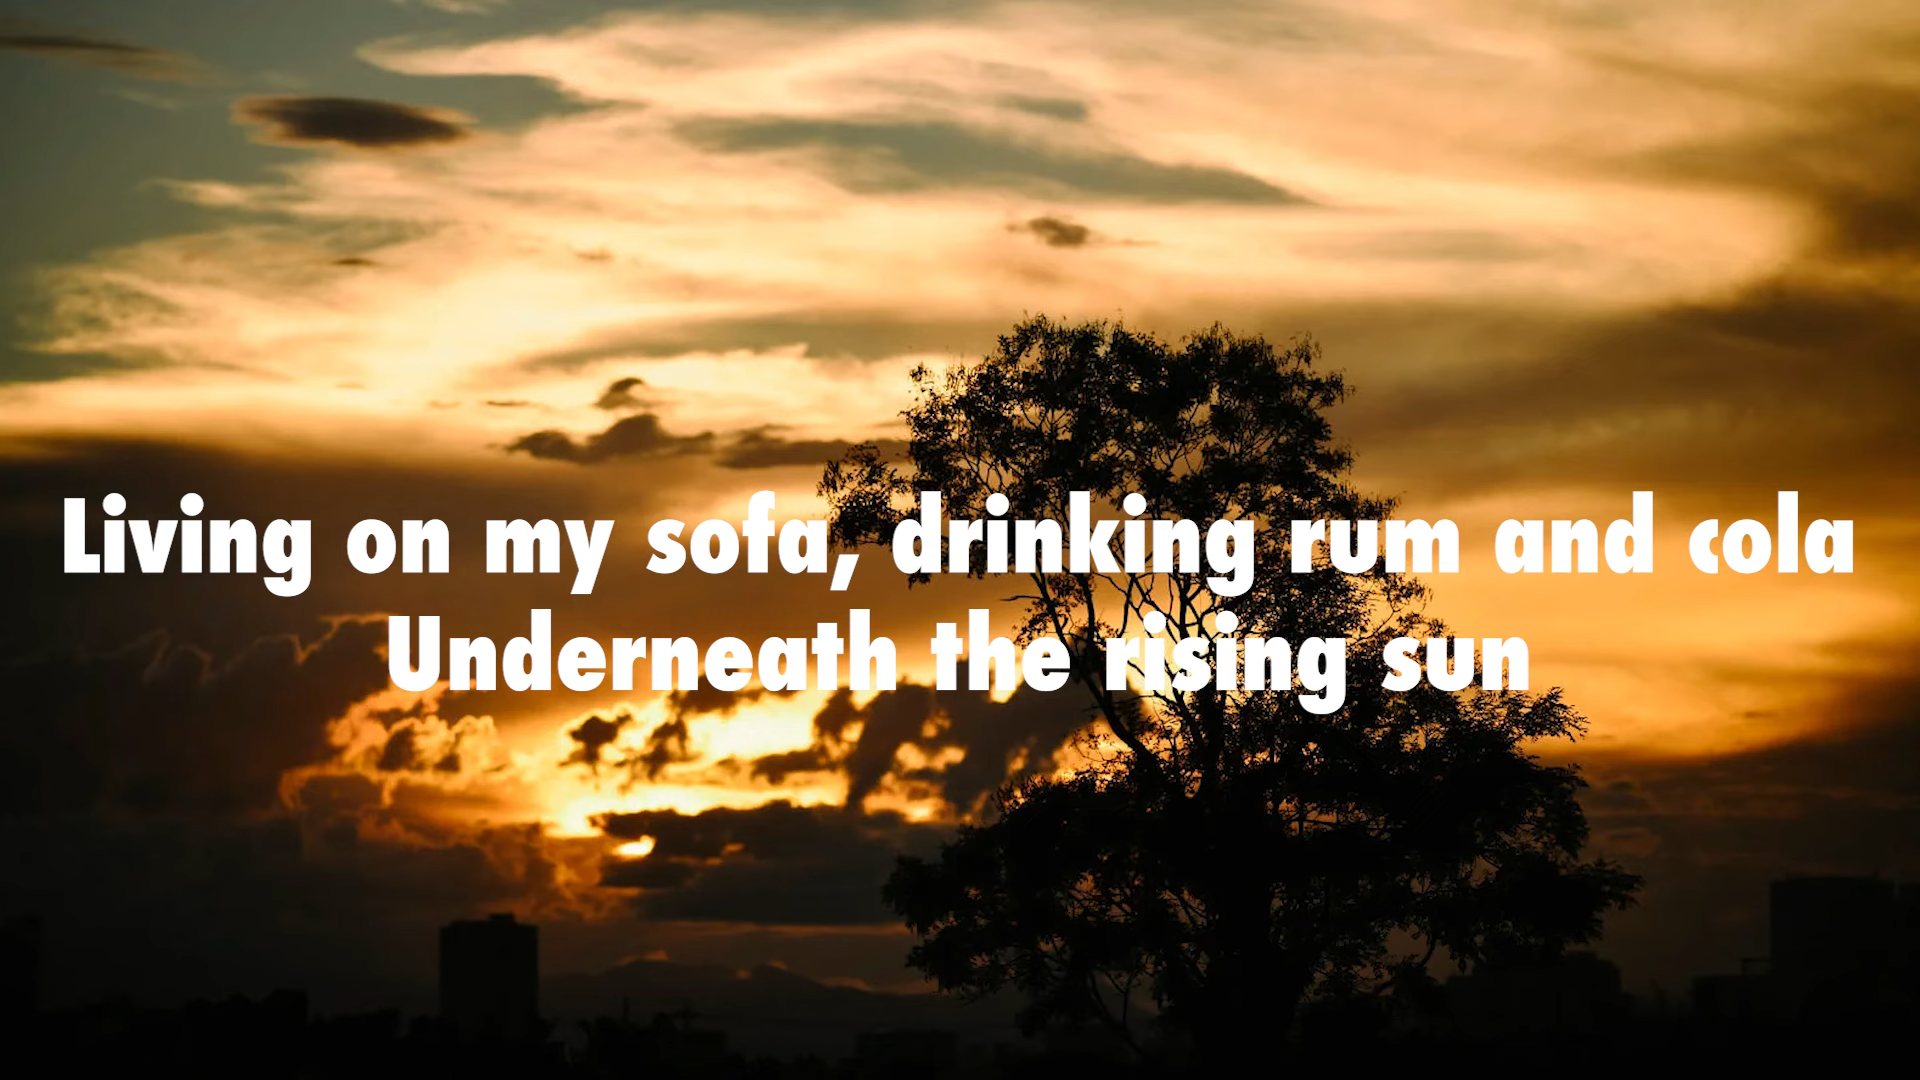 Living on my sofa, drinking rum and cola
Underneath the rising sun